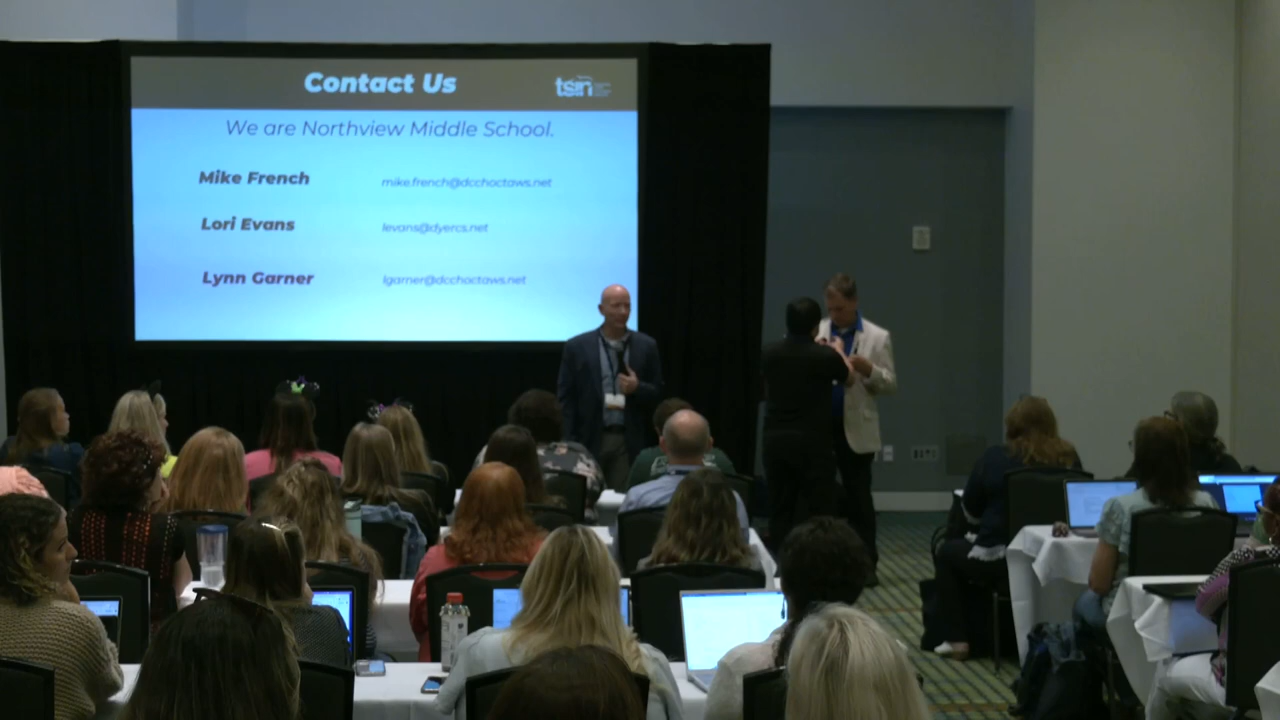 Contact Us
tsin
We are Northview Middle School.
Mike French mike.french@dcchoctaws.net
Lori Evans levans@dyercs.net
Lynn Garner lgarner@dcchoctaws.net